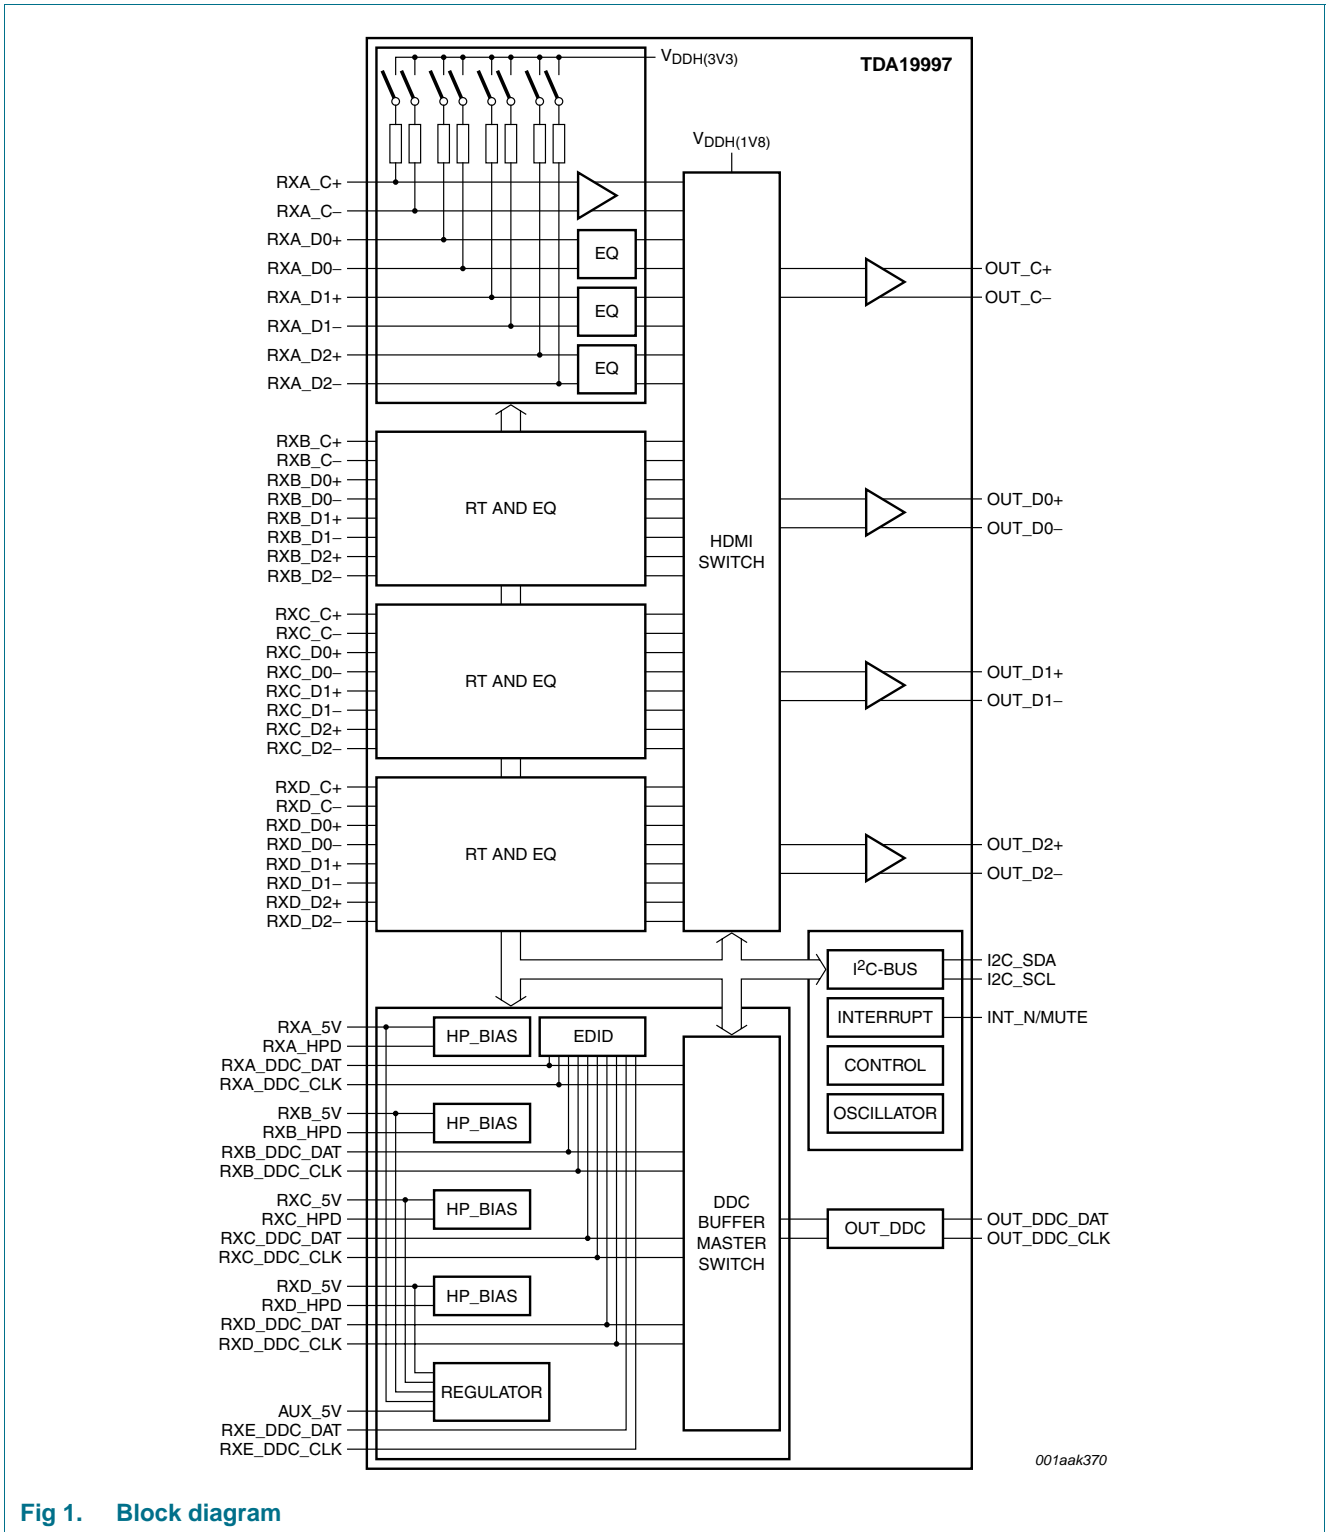 V_DDH(3V3)
TDA19997
V_DDH(1V8)
RXA_C+
RXA_C−
RXA_D0+
RXA_D0−
RXA_D1+
RXA_D1−
RXA_D2+
RXA_D2−
EQ
EQ
EQ
RXB_C+
RXB_C−
RXB_D0+
RXB_D0−
RXB_D1+
RXB_D1−
RXB_D2+
RXB_D2−
RT AND EQ
RXC_C+
RXC_C−
RXC_D0+
RXC_D0−
RXC_D1+
RXC_D1−
RXC_D2+
RXC_D2−
RT AND EQ
RXD_C+
RXD_C−
RXD_D0+
RXD_D0−
RXD_D1+
RXD_D1−
RXD_D2+
RXD_D2−
RT AND EQ
HDMI
SWITCH
OUT_C+
OUT_C−
OUT_D0+
OUT_D0−
OUT_D1+
OUT_D1−
OUT_D2+
OUT_D2−
I²C-BUS
I2C_SDA
I2C_SCL
INTERRUPT
INT_N/MUTE
CONTROL
OSCILLATOR
RXA_5V
RXA_HPD
RXA_DDC_DAT
RXA_DDC_CLK
HP_BIAS
EDID
RXB_5V
RXB_HPD
RXB_DDC_DAT
RXB_DDC_CLK
HP_BIAS
RXC_5V
RXC_HPD
RXC_DDC_DAT
RXC_DDC_CLK
HP_BIAS
RXD_5V
RXD_HPD
RXD_DDC_DAT
RXD_DDC_CLK
HP_BIAS
REGULATOR
AUX_5V
RXE_DDC_DAT
RXE_DDC_CLK
DDC
BUFFER
MASTER
SWITCH
OUT_DDC
OUT_DDC_DAT
OUT_DDC_CLK
001aak370
Fig 1. Block diagram